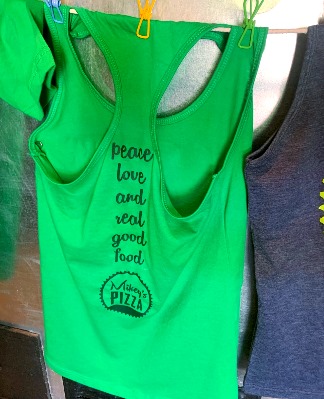 peace
love
and
real
good
food
Mikey's
PIZZA